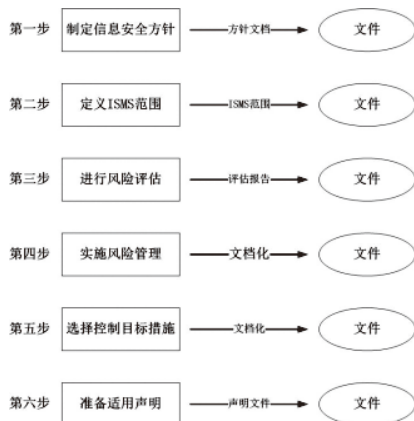 第一步 制定信息安全方针 方针文档 文件
第二步 定义ISMS范围 ISMS范围 文件
第三步 进行风险评估 评估报告 文件
第四步 实施风险管理 文档化 文件
第五步 选择控制目标措施 文档化 文件
第六步 准备适用声明 声明文件 文件